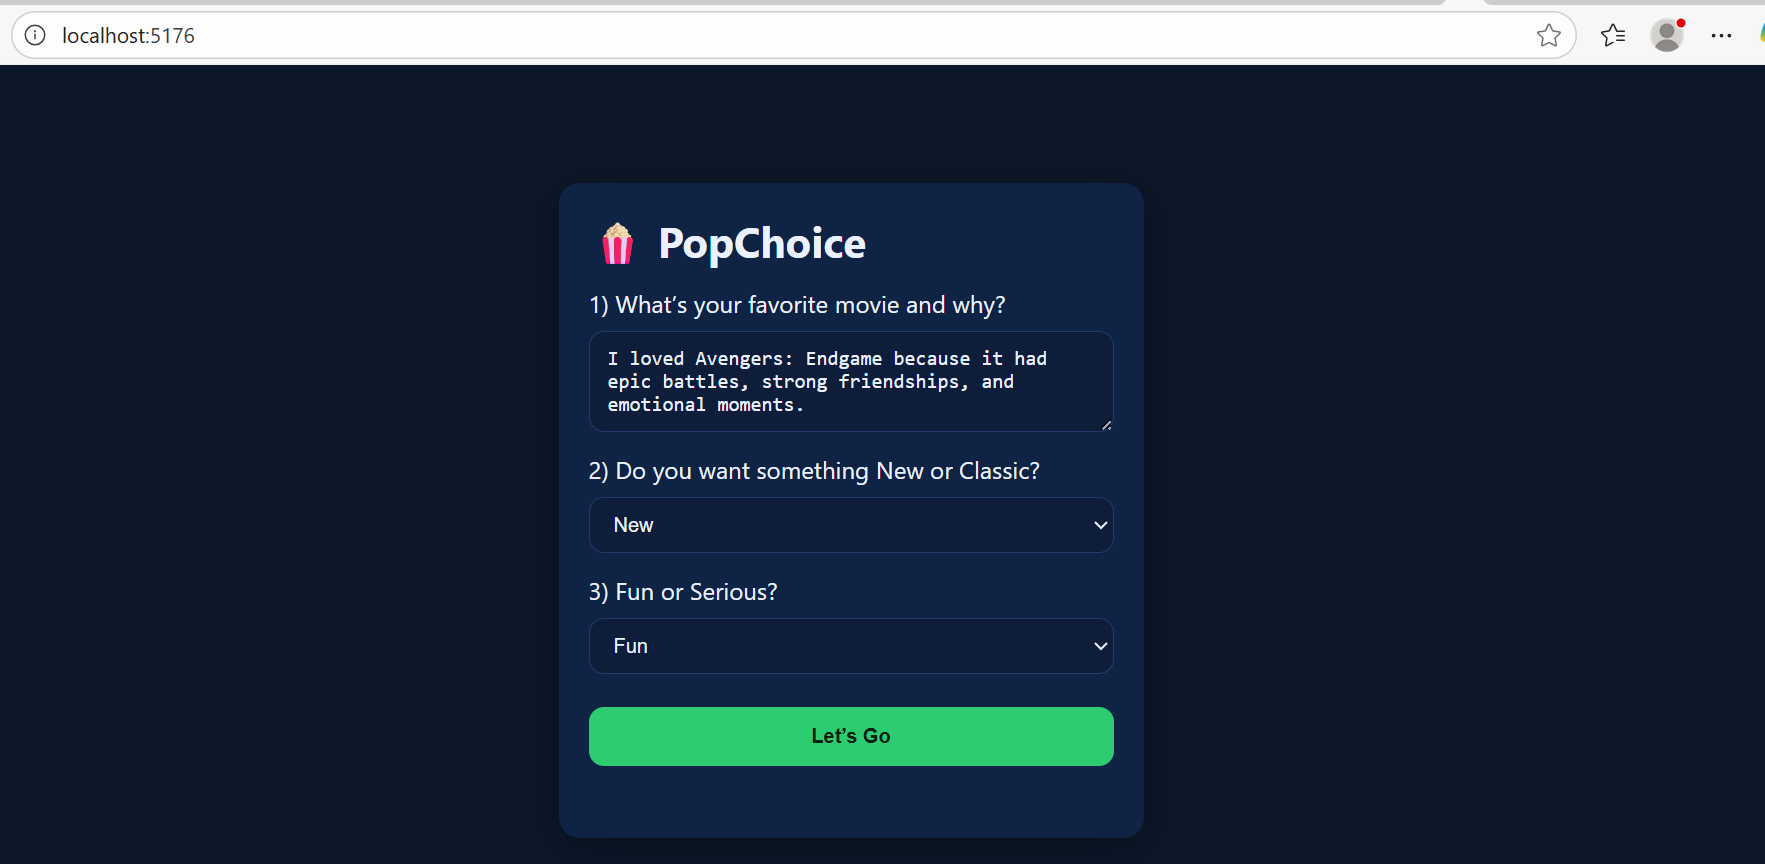 localhost:5176
PopChoice
1) What’s your favorite movie and why?
I loved Avengers: Endgame because it had
epic battles, strong friendships, and
emotional moments.
2) Do you want something New or Classic?
New
3) Fun or Serious?
Fun
Let’s Go